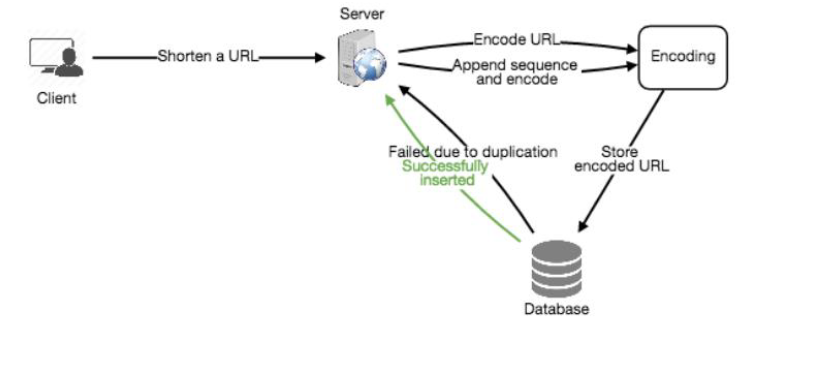 Server
Shorten a URL
Client
Encode URL
Append sequence
and encode
Encoding
Failed due to duplication
Successfully
inserted
Store
encoded URL
Database